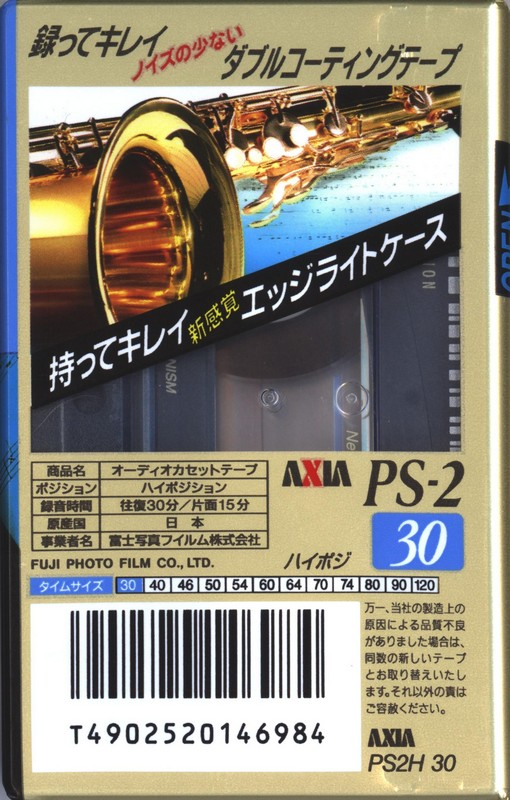 録ってキレイ
ノイズの少ない
ダブルコーティングテープ
OPEN
持ってキレイ 新感覚 エッジライトケース
AXIA PS-2
30
ハイポジ
商品名 オーディオカセットテープ
ポジション ハイポジション
録音時間 往復30分/片面15分
原産国 日本
事業者名 富士写真フイルム株式会社
FUJI PHOTO FILM CO., LTD.
タイムサイズ 30 40 46 50 54 60 64 70 74 80 90 120
T4902520146984
万一、当社の製造上の
原因による品質不良
がありました場合は、
同数の新しいテープ
とお取り替えいたし
ます。それ以外の責は
ご容赦ください。
AXIA
PS2H 30